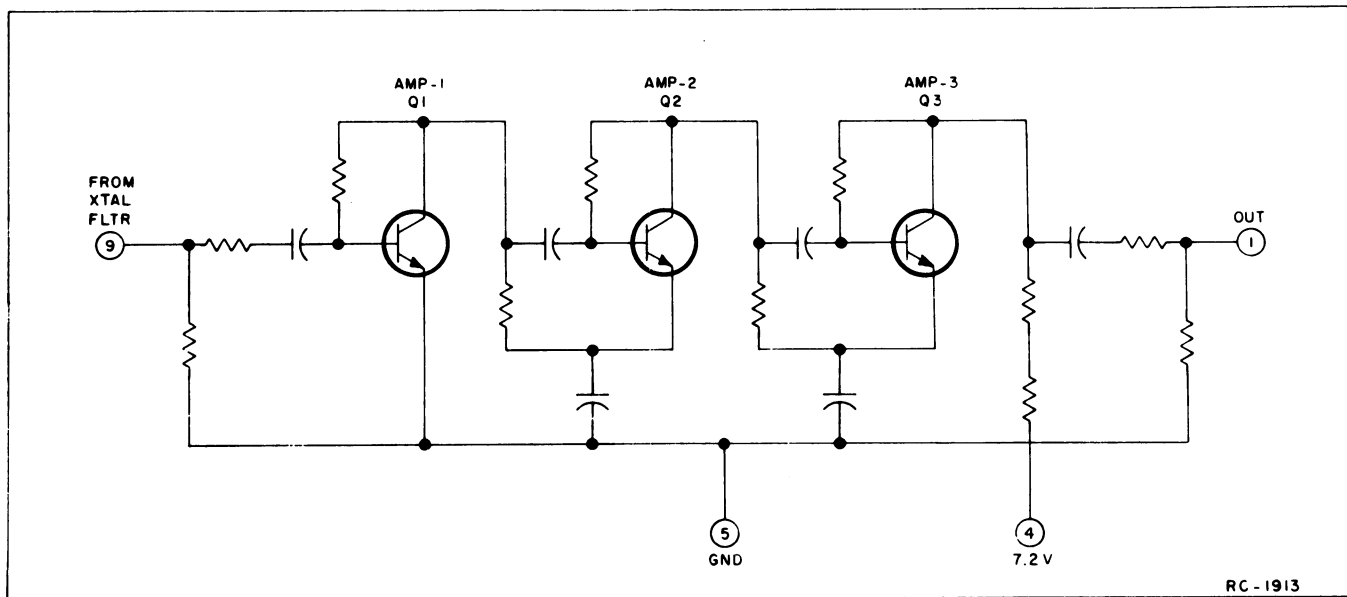 AMP-1
Q1
AMP-2
Q2
AMP-3
Q3
FROM
XTAL
FLTR
9
OUT
1
5
GND
4
7.2 V
RC-1913